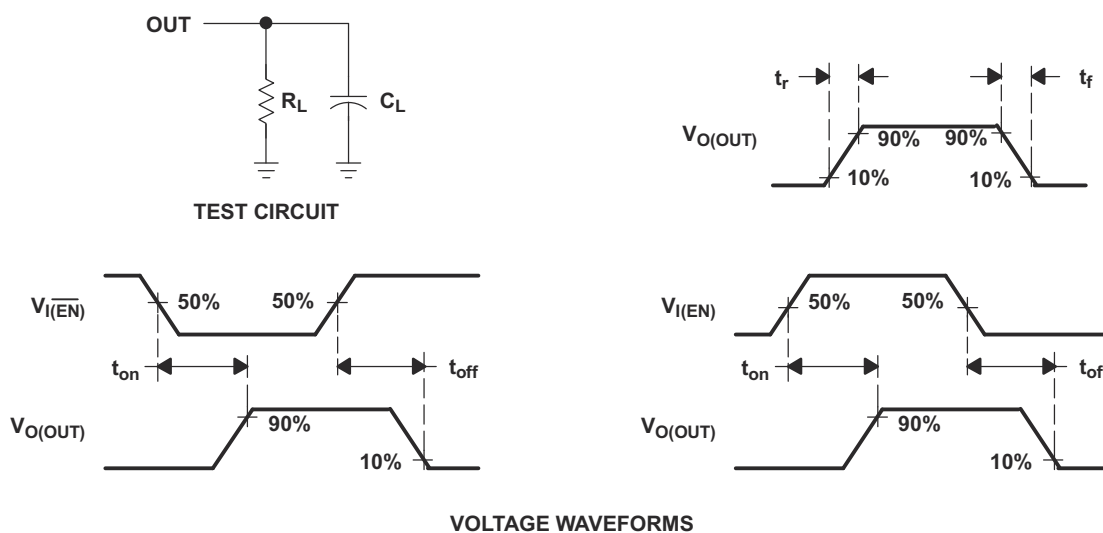 OUT
R_L C_L
TEST CIRCUIT
t_r t_f
V_O(OUT) 90% 90%
10% 10%
V_I(E̅N̅) 50% 50%
t_on t_off
V_O(OUT) 90%
10%
V_I(EN) 50% 50%
t_on t_of
V_O(OUT) 90%
10%
VOLTAGE WAVEFORMS